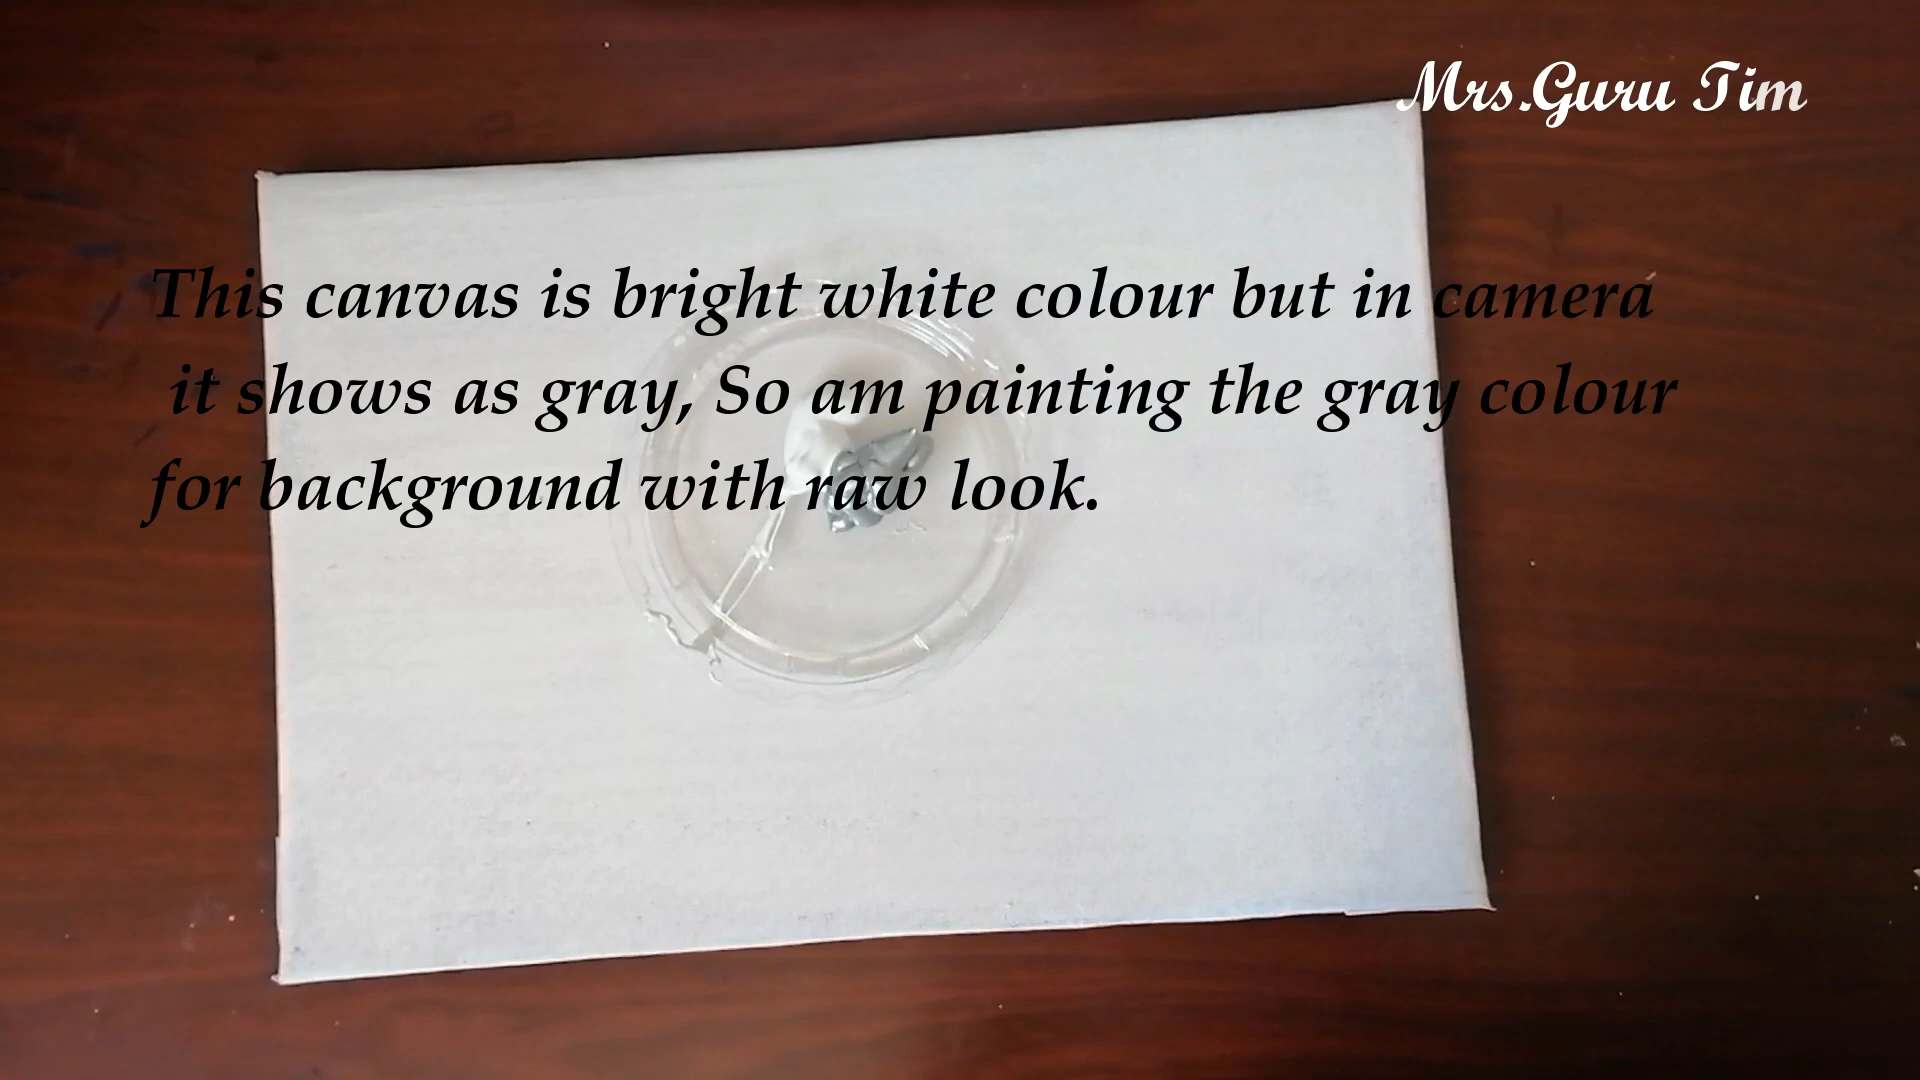 Mrs.Guru Tim
This canvas is bright white colour but in camera
it shows as gray, So am painting the gray colour
for background with raw look.